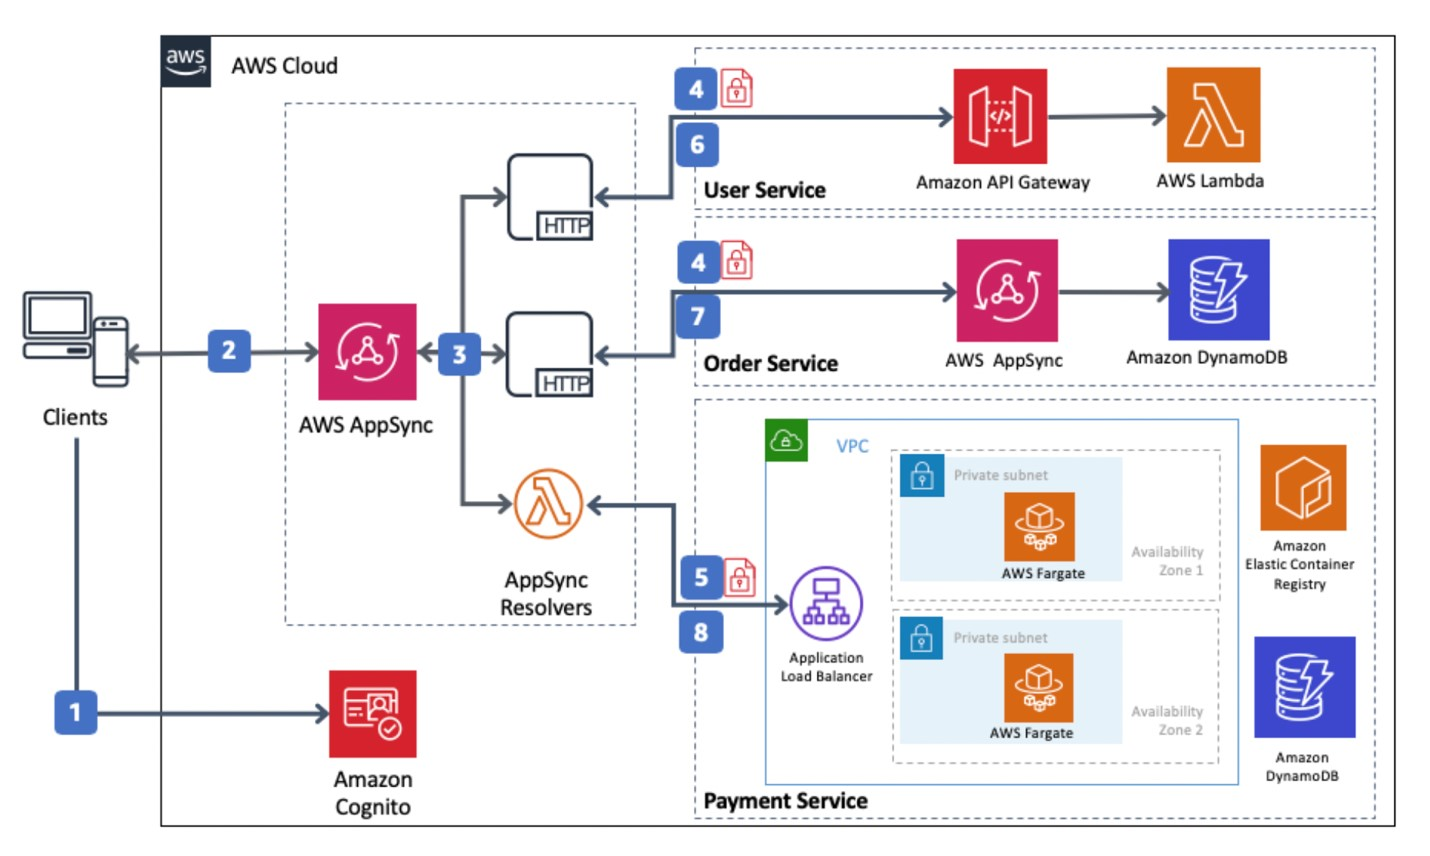 aws
AWS Cloud
4
6
User Service
Amazon API Gateway
AWS Lambda
HTTP
4
7
Order Service
AWS AppSync
Amazon DynamoDB
HTTP
Clients
2
AWS AppSync
3
AppSync
Resolvers
1
Amazon
Cognito
5
8
VPC
Application
Load Balancer
Private subnet
AWS Fargate
Availability
Zone 1
Private subnet
AWS Fargate
Availability
Zone 2
Amazon
Elastic Container
Registry
Amazon
DynamoDB
Payment Service